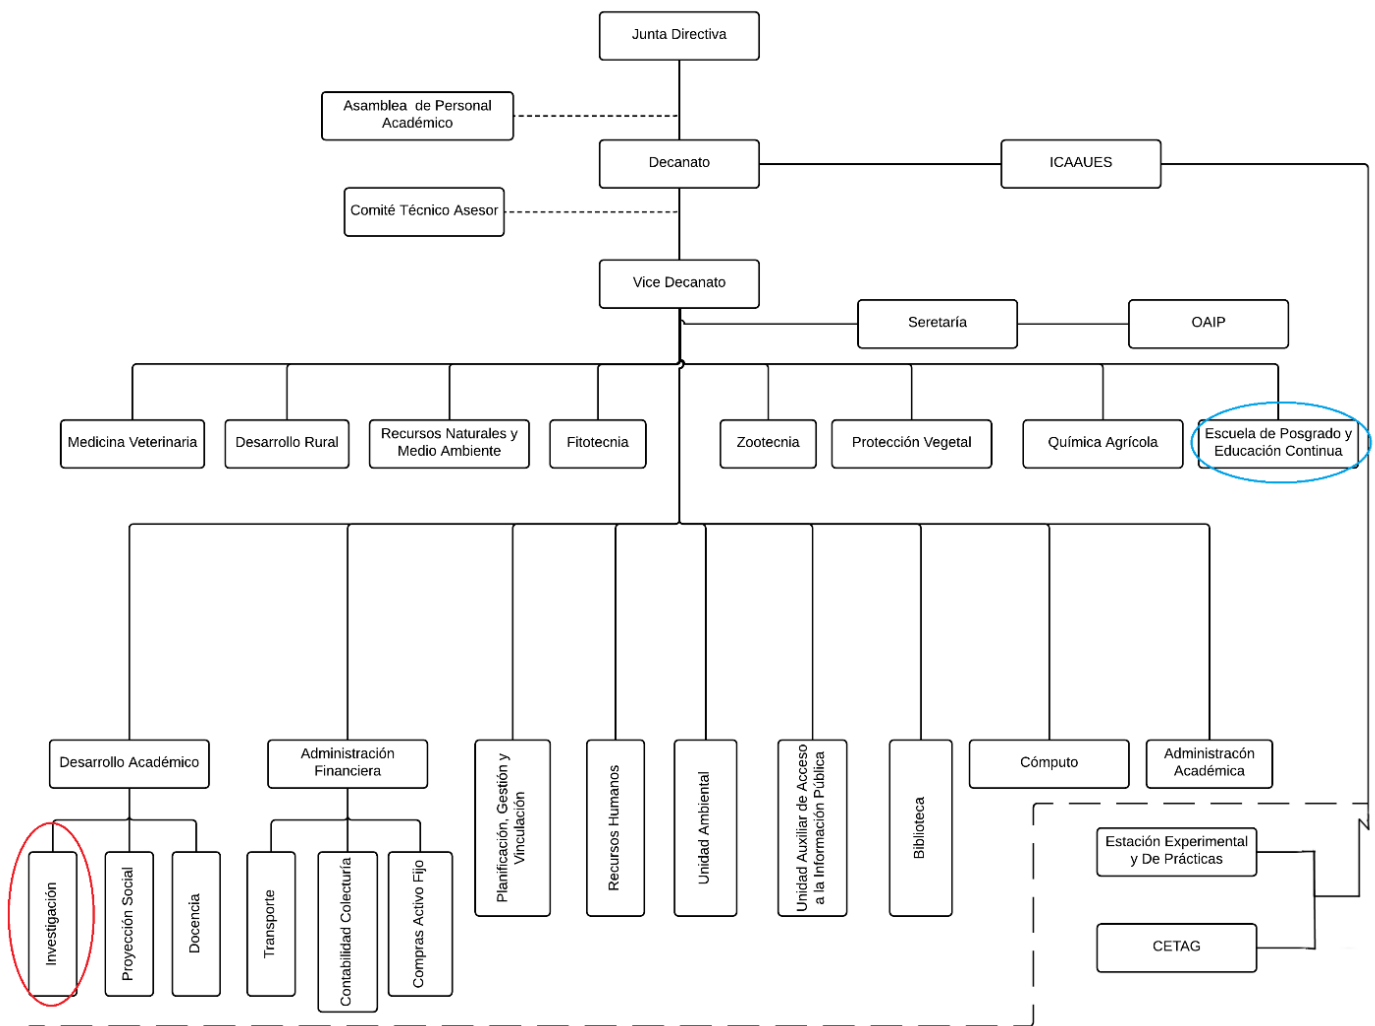 Junta Directiva
Asamblea  de Personal
Académico
Decanato
ICAAUES
Comité Técnico Asesor
Vice Decanato
Seretaría
OAIP
Medicina Veterinaria
Desarrollo Rural
Recursos Naturales y
Medio Ambiente
Fitotecnia
Zootecnia
Protección Vegetal
Química Agrícola
Escuela de Posgrado y
Educación Continua
Desarrollo Académico
Administración
Financiera
Planificación, Gestión y
Vinculación
Recursos Humanos
Unidad Ambiental
Unidad Auxiliar de Acceso
a la Información Pública
Biblioteca
Cómputo
Administracón
Académica
Investigación
Proyección Social
Docencia
Transporte
Contabilidad Colecturía
Compras Activo Fijo
Estación Experimental
y De Prácticas
CETAG